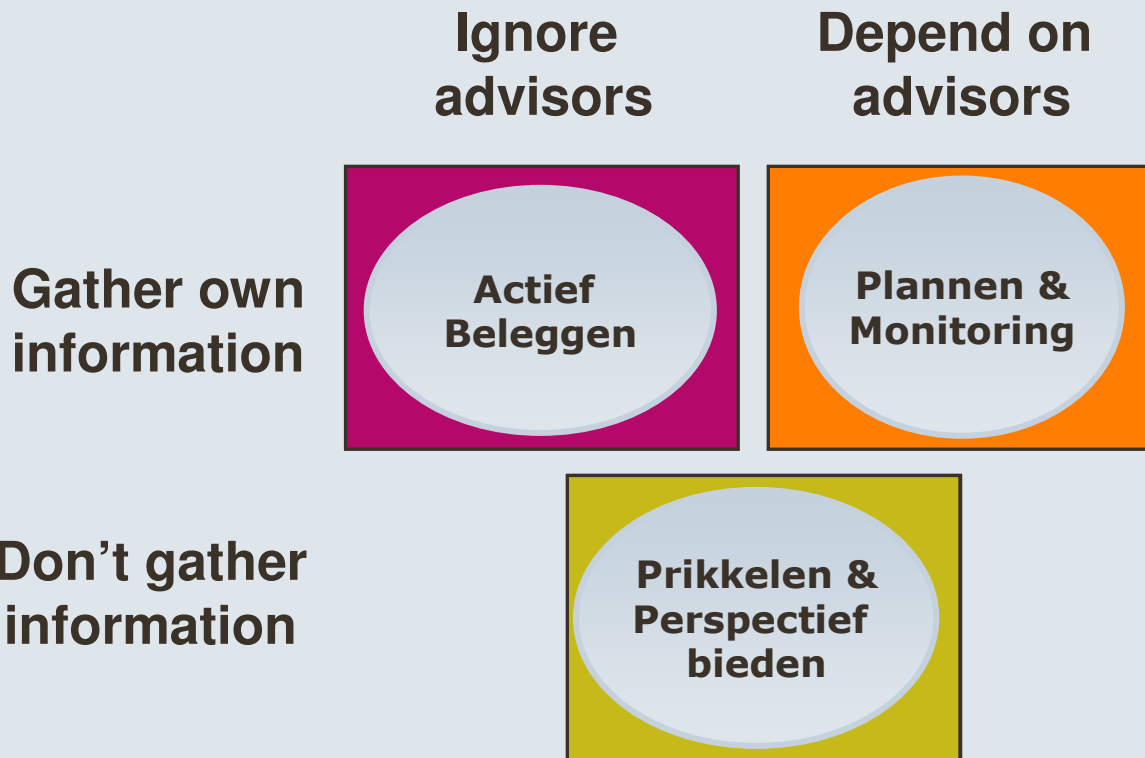 Ignore
advisors
Depend on
advisors
Gather own
information
Actief
Beleggen
Plannen &
Monitoring
Don’t gather
information
Prikkelen &
Perspectief
bieden